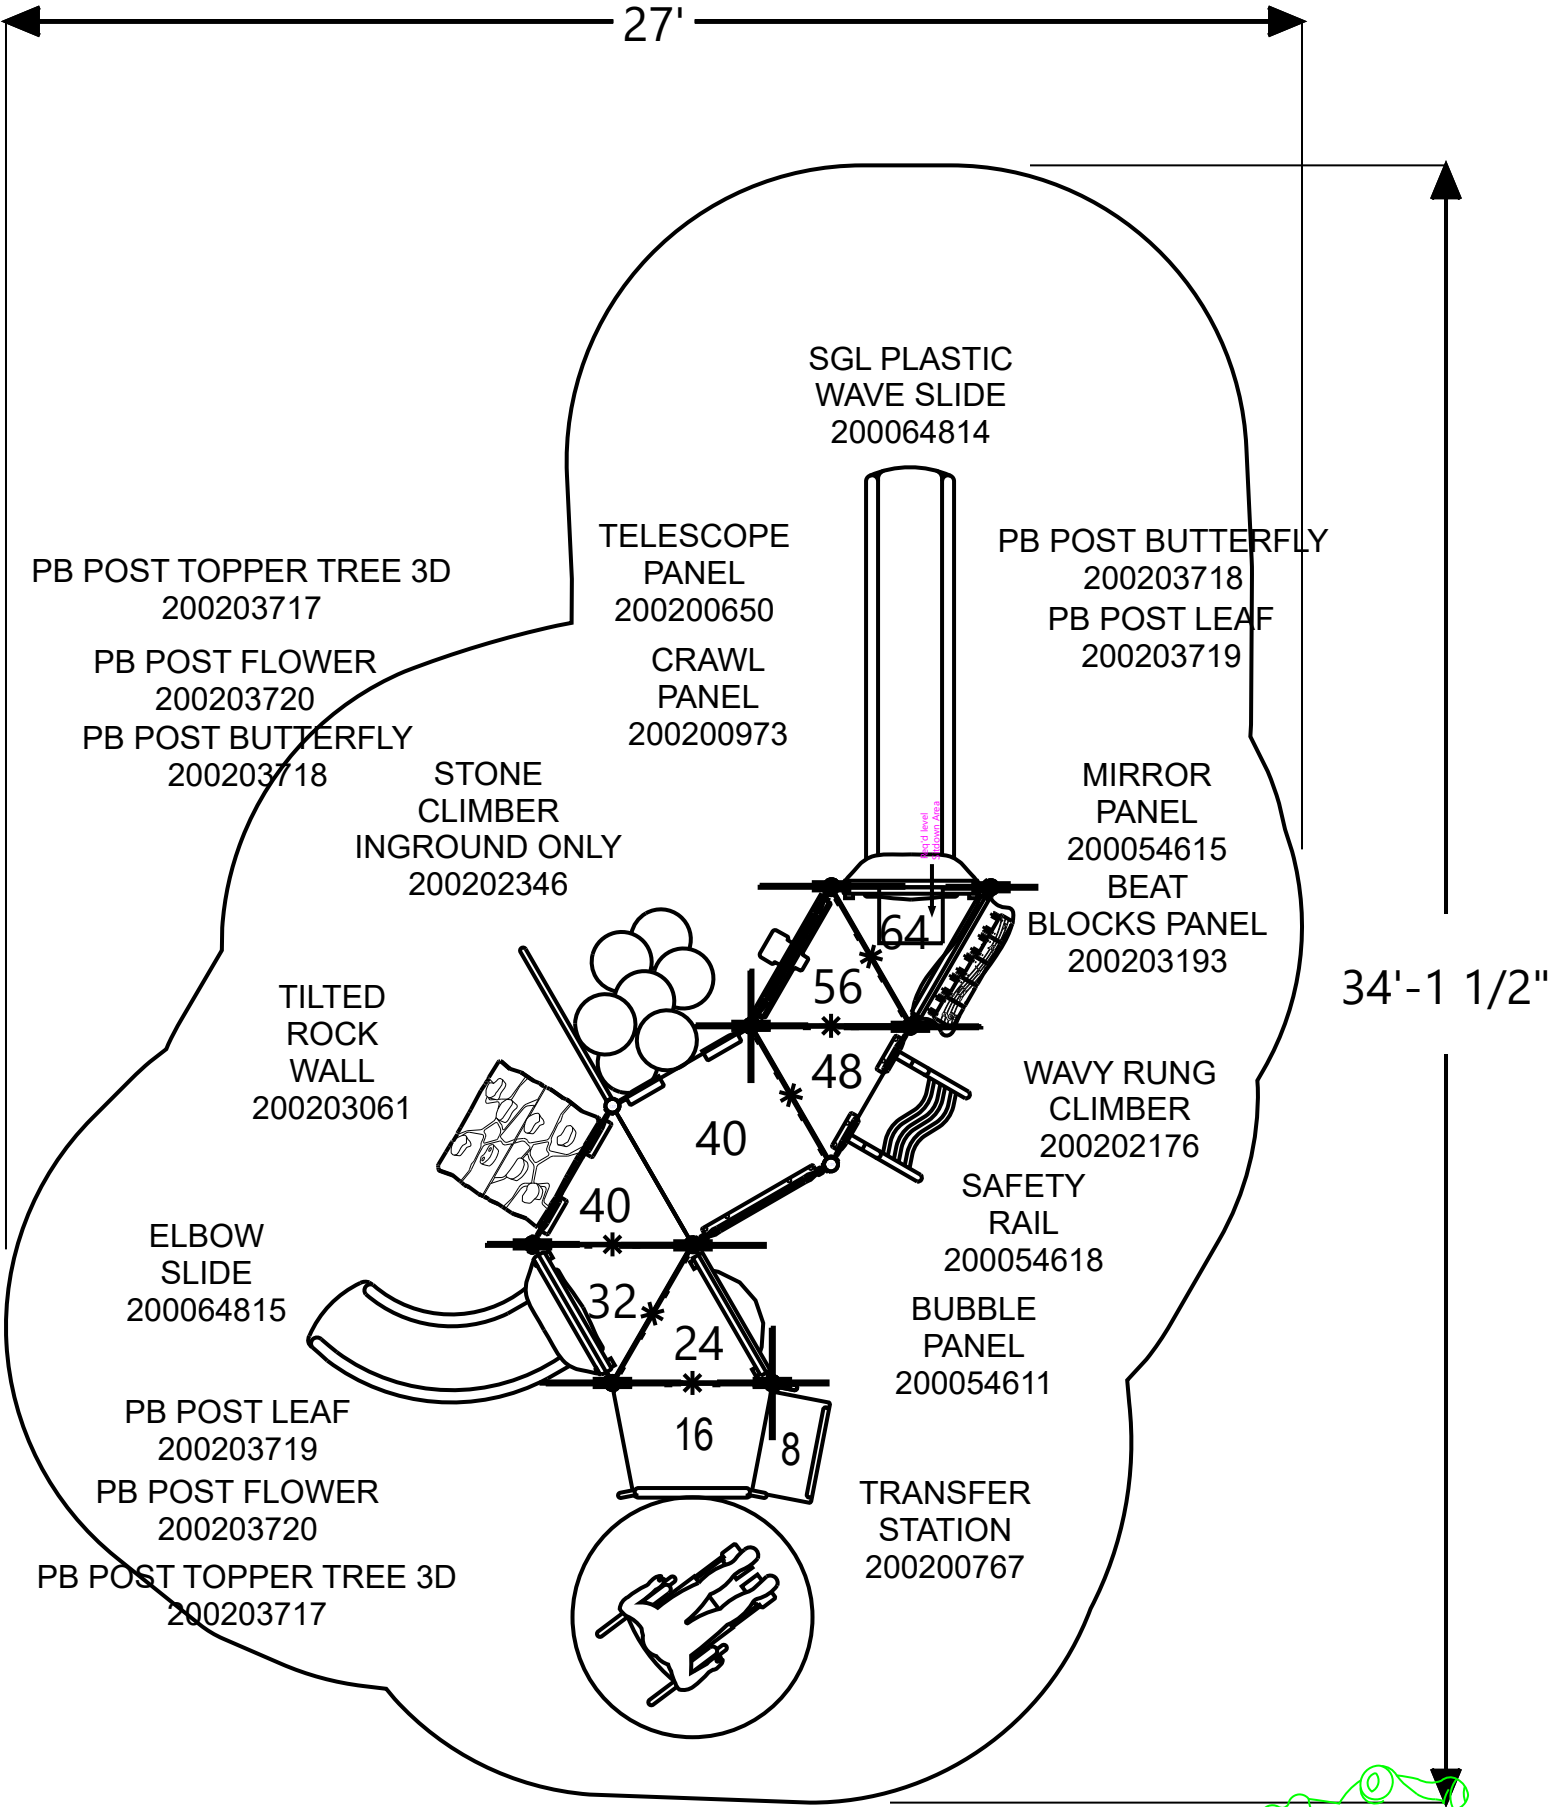 27'
SGL PLASTIC
WAVE SLIDE
200064814
TELESCOPE
PANEL
200200650
PB POST BUTTERFLY
200203718
PB POST LEAF
200203719
PB POST TOPPER TREE 3D
200203717
PB POST FLOWER
200203720
PB POST BUTTERFLY
200203718
CRAWL
PANEL
200200973
STONE
CLIMBER
INGROUND ONLY
200202346
MIRROR
PANEL
200054615
BEAT
BLOCKS PANEL
200203193
Req'd level
Sitdown Area
64
56
34'-1 1/2"
TILTED
ROCK
WALL
200203061
48
WAVY RUNG
CLIMBER
200202176
40
40
SAFETY
RAIL
200054618
ELBOW
SLIDE
200064815
32
24
BUBBLE
PANEL
200054611
PB POST LEAF
200203719
16
8
PB POST FLOWER
200203720
TRANSFER
STATION
200200767
PB POST TOPPER TREE 3D
200203717